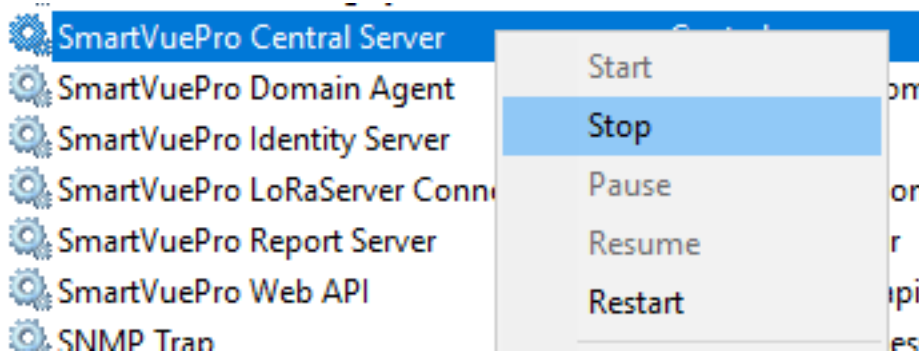 SmartVuePro Central Server
SmartVuePro Domain Agent
SmartVuePro Identity Server
SmartVuePro LoRaServer Conn
SmartVuePro Report Server
SmartVuePro Web API
SNMP Trap
Start
Stop
Pause
Resume
Restart